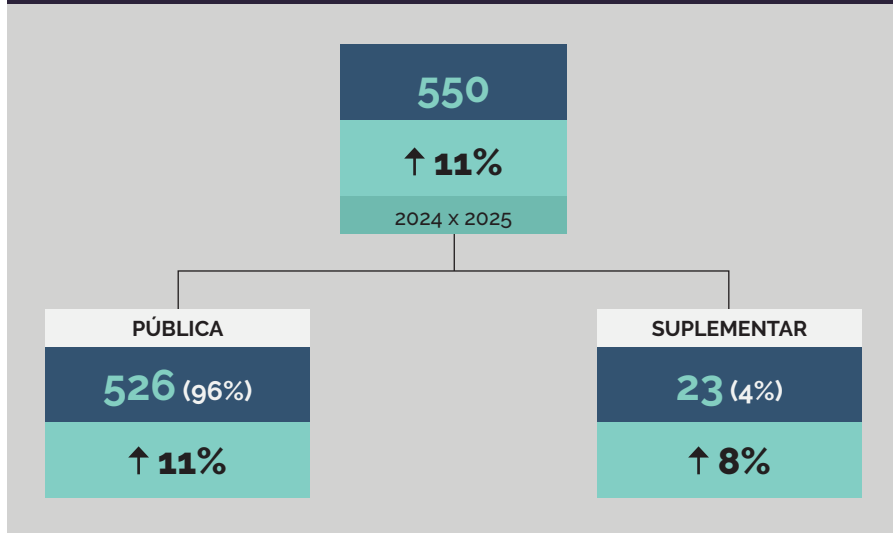 550
↑ 11%
2024 x 2025
PÚBLICA
526 (96%)
↑ 11%
SUPLEMENTAR
23 (4%)
↑ 8%